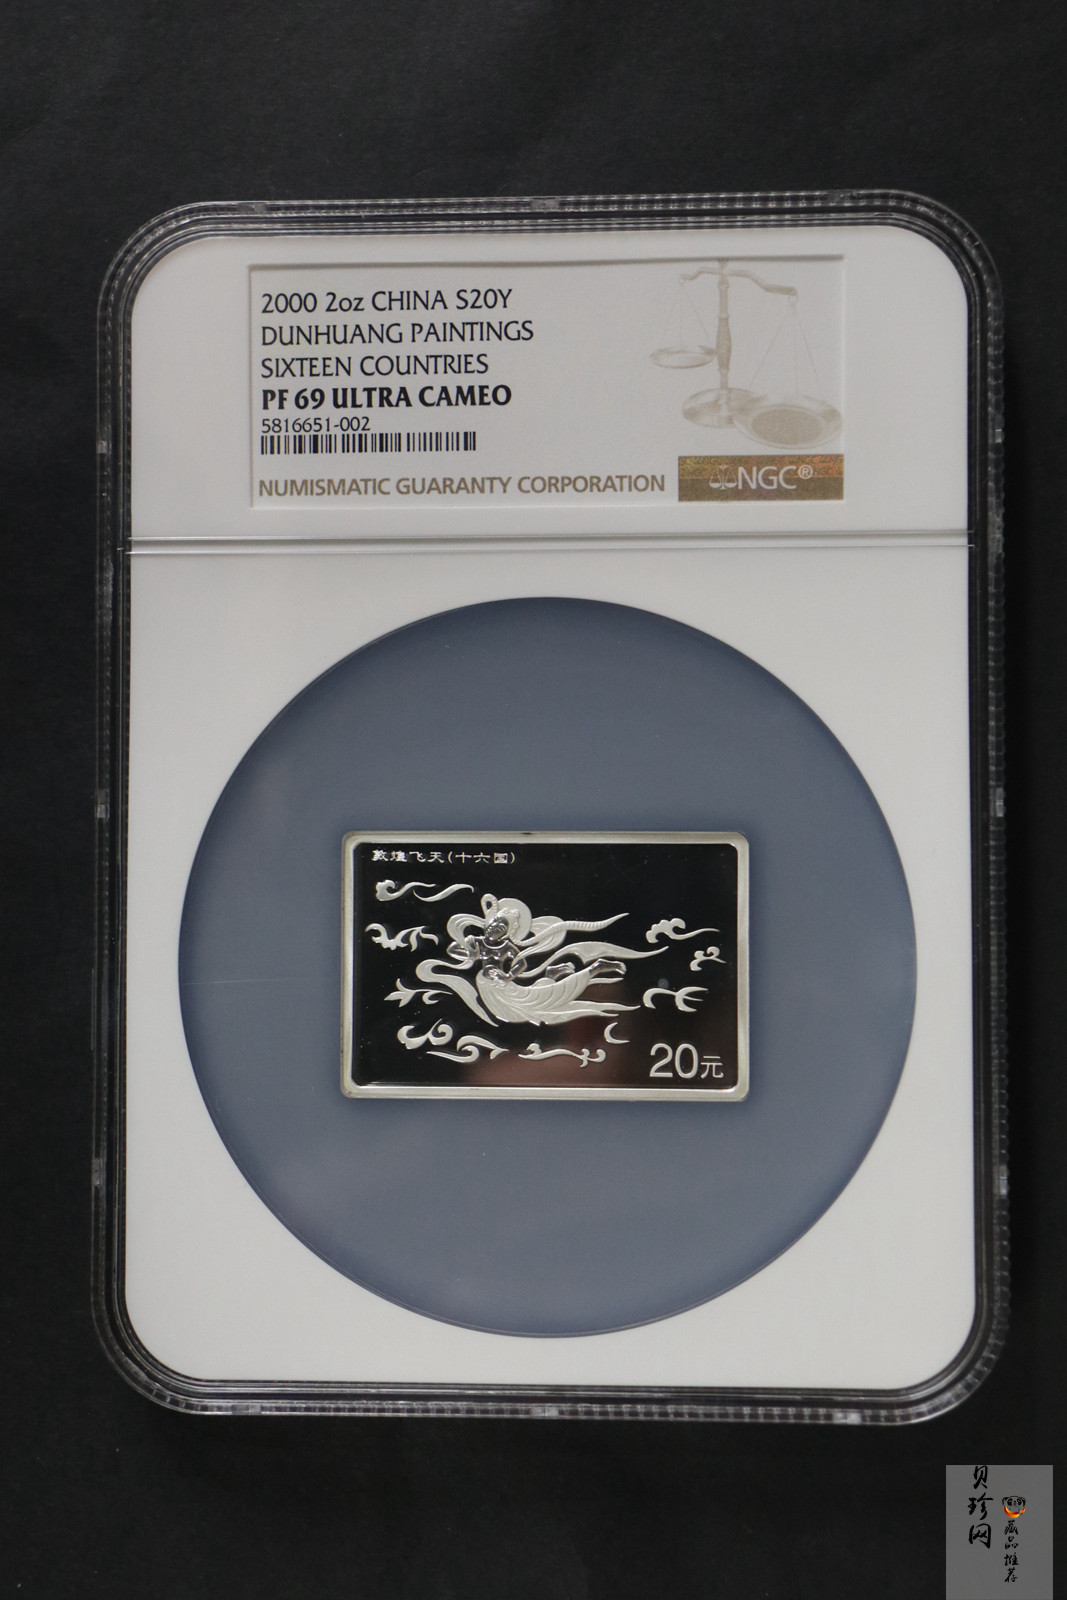 2000 2oz CHINA S20Y
DUNHUANG PAINTINGS
SIXTEEN COUNTRIES
PF 69 ULTRA CAMEO
5816651-002
NUMISMATIC GUARANTY CORPORATION
NGC®
敦煌飞天(十六国)
20元
贝珍网
藏品推荐